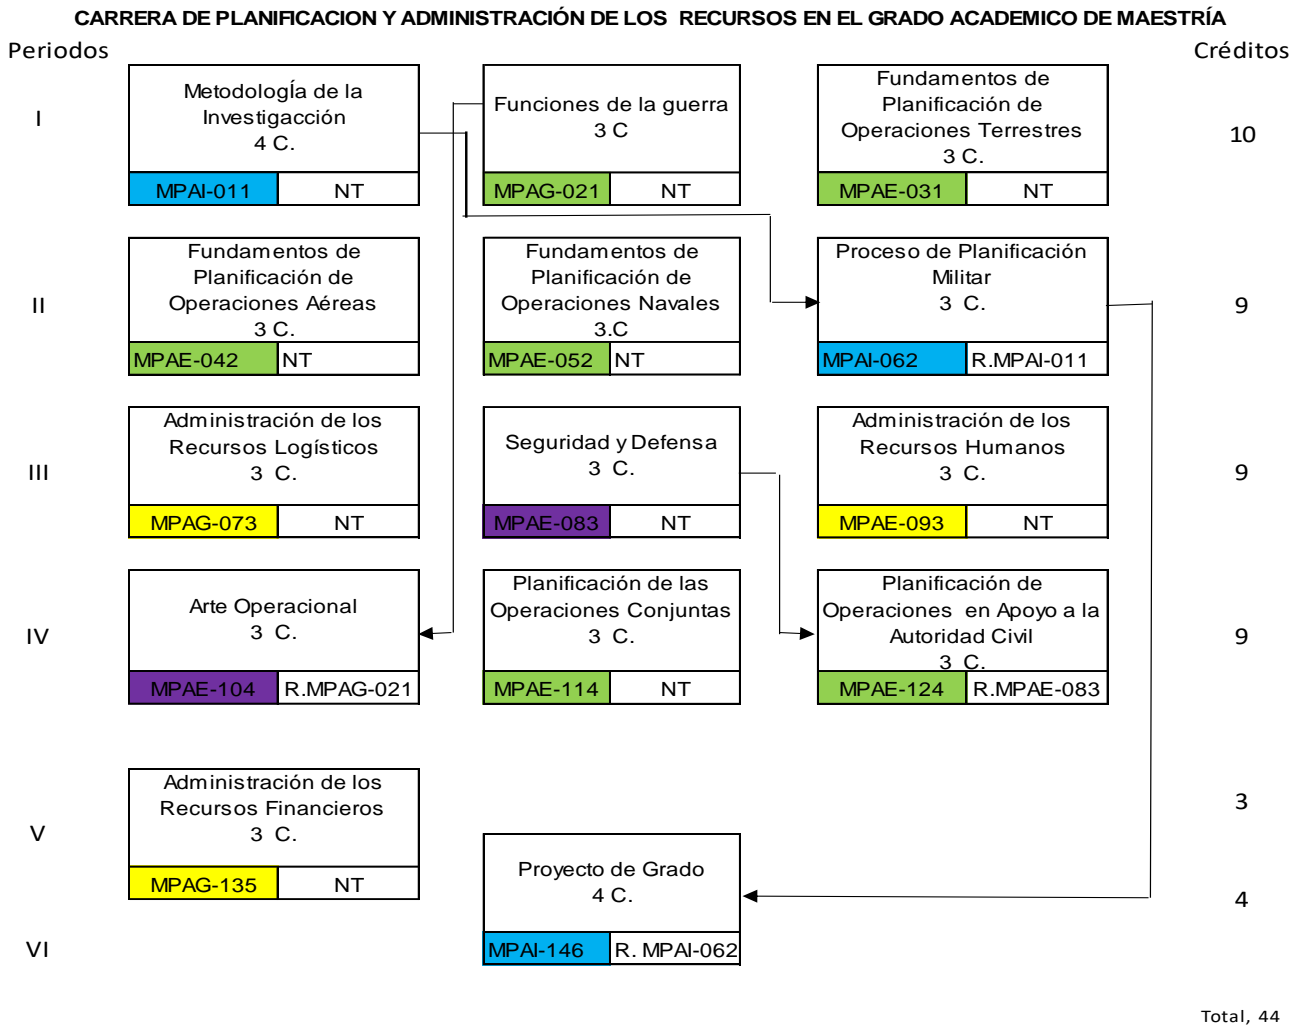 CARRERA DE PLANIFICACION Y ADMINISTRACIÓN DE LOS RECURSOS EN EL GRADO ACADEMICO DE MAESTRÍA
Periodos
Créditos
I
Metodología de la
Investigacción
4 C.
MPAI-011 NT
Funciones de la guerra
3 C
MPAG-021 NT
Fundamentos de
Planificación de
Operaciones Terrestres
3 C.
MPAE-031 NT
10
II
Fundamentos de
Planificación de
Operaciones Aéreas
3 C.
MPAE-042 NT
Fundamentos de
Planificación de
Operaciones Navales
3.C
MPAE-052 NT
Proceso de Planificación
Militar
3 C.
MPAI-062 R.MPAI-011
9
III
Administración de los
Recursos Logísticos
3 C.
MPAG-073 NT
Seguridad y Defensa
3 C.
MPAE-083 NT
Administración de los
Recursos Humanos
3 C.
MPAE-093 NT
9
IV
Arte Operacional
3 C.
MPAE-104 R.MPAG-021
Planificación de las
Operaciones Conjuntas
3 C.
MPAE-114 NT
Planificación de
Operaciones en Apoyo a la
Autoridad Civil
3 C.
MPAE-124 R.MPAE-083
9
V
Administración de los
Recursos Financieros
3 C.
MPAG-135 NT
3
VI
Proyecto de Grado
4 C.
MPAI-146 R. MPAI-062
4
Total, 44